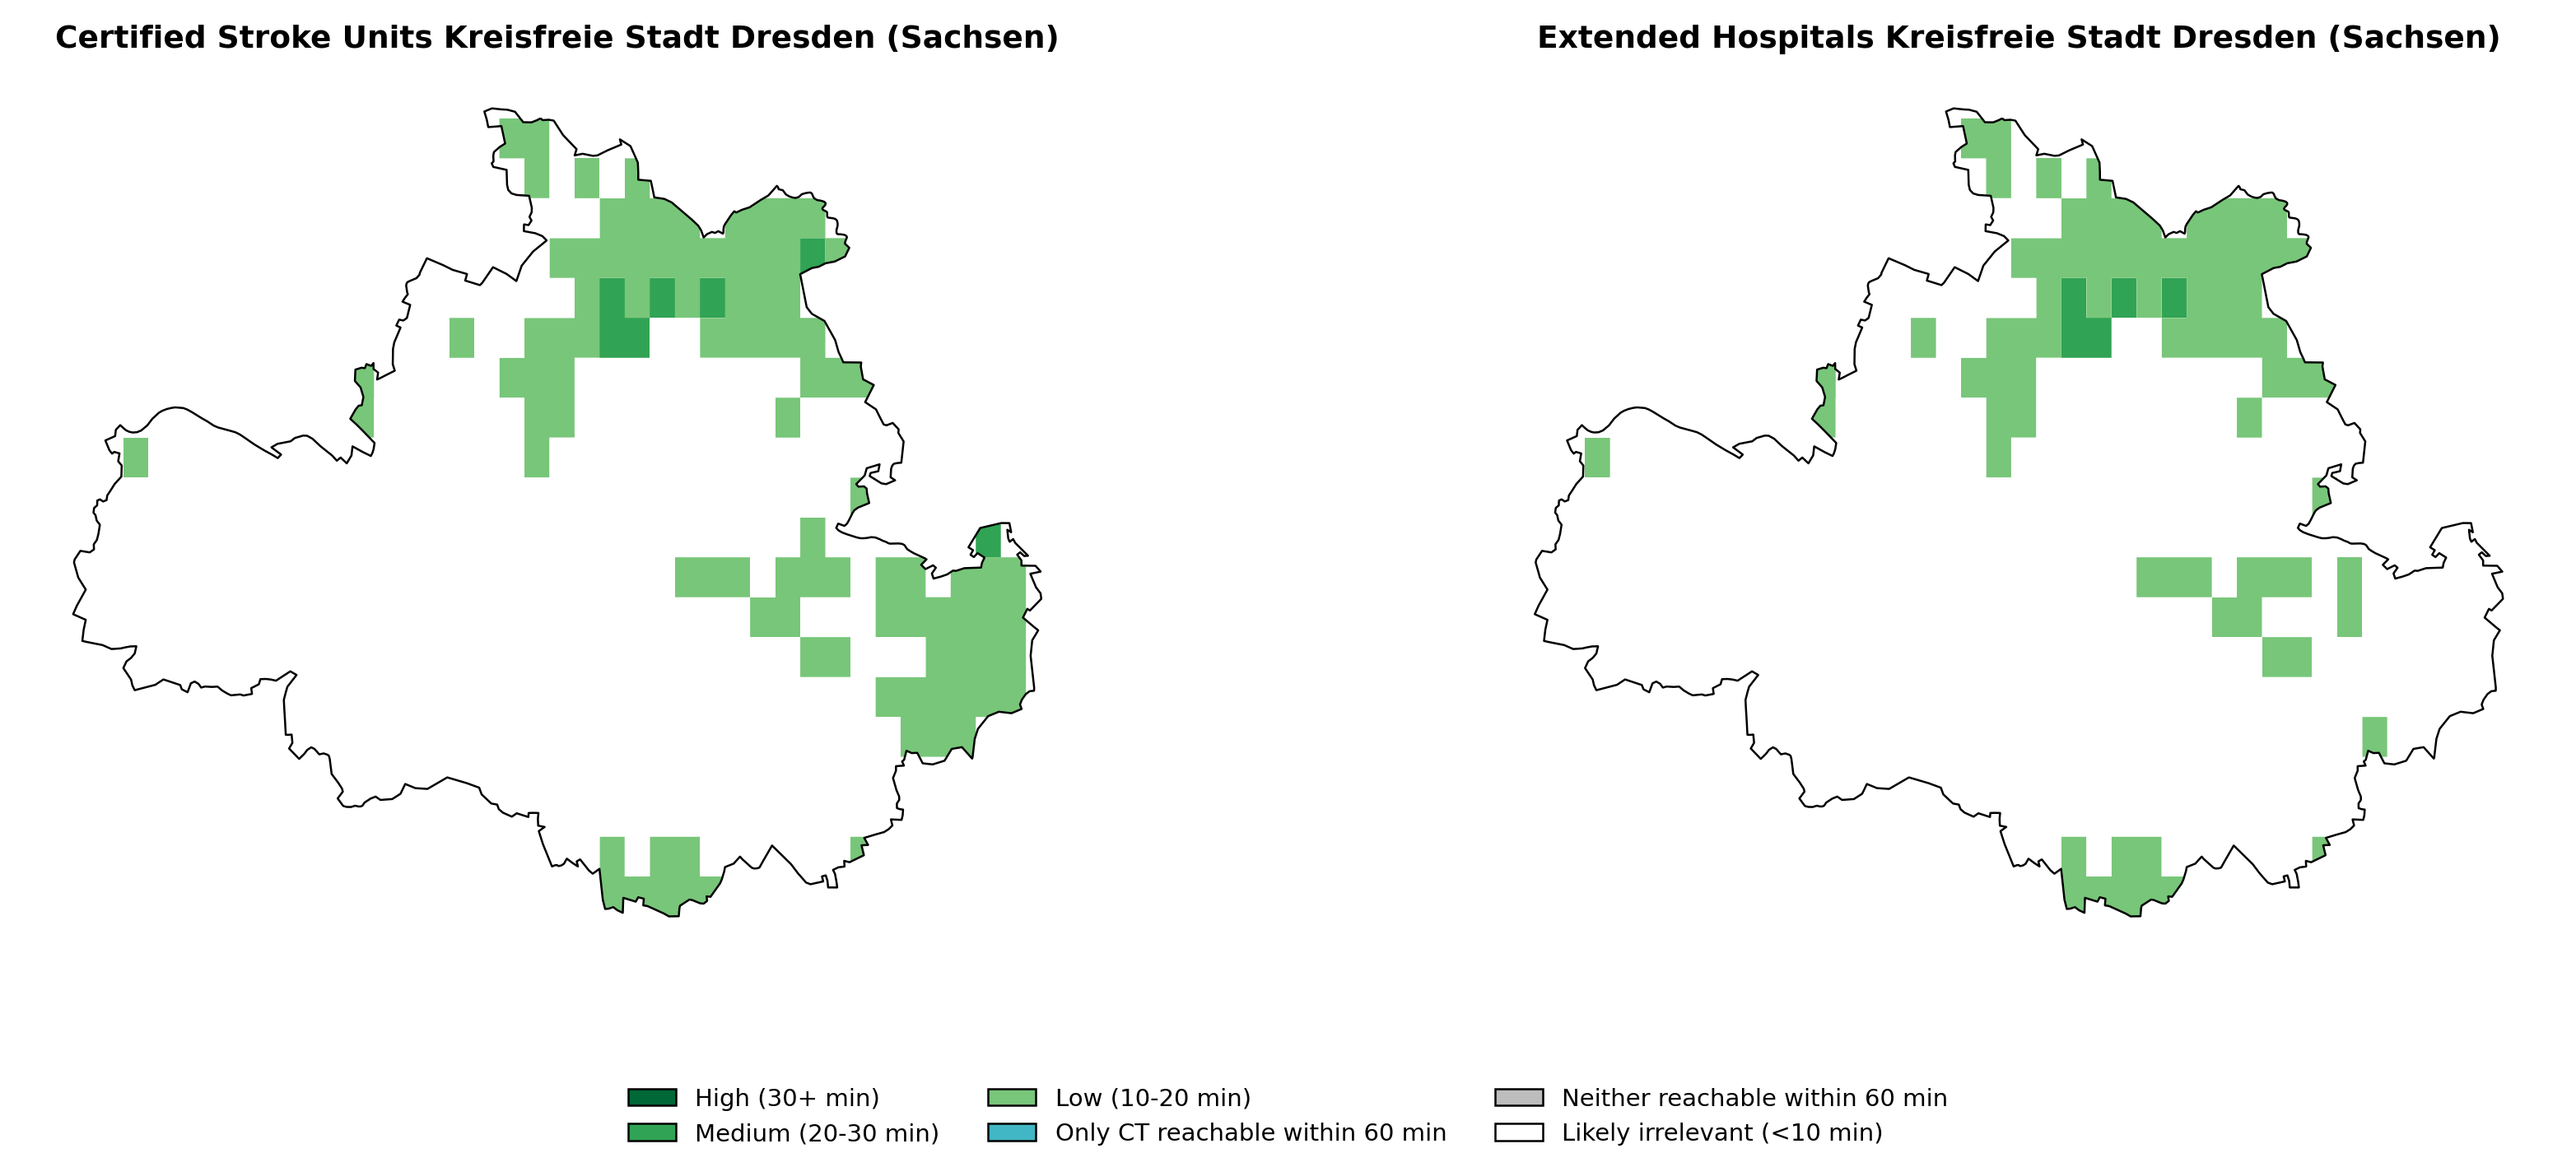 Certified Stroke Units Kreisfreie Stadt Dresden (Sachsen)
Extended Hospitals Kreisfreie Stadt Dresden (Sachsen)
High (30+ min)
Medium (20-30 min)
Low (10-20 min)
Only CT reachable within 60 min
Neither reachable within 60 min
Likely irrelevant (<10 min)